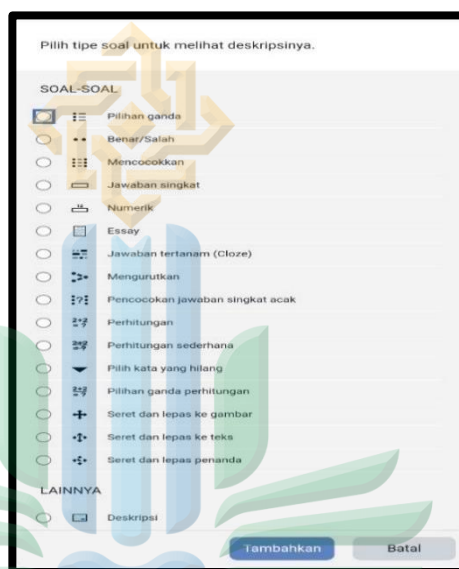 Pilih tipe soal untuk melihat deskripsinya.
SOAL-SOAL
Pilihan ganda
Benar/Salah
Mencocokkan
Jawaban singkat
Numerik
Essay
Jawaban tertanam (Cloze)
Mengurutkan
Pencocokan jawaban singkat acak
Perhitungan
Perhitungan sederhana
Pilih kata yang hilang
Pilihan ganda perhitungan
Seret dan lepas ke gambar
Seret dan lepas ke teks
Seret dan lepas penanda
LAINNYA
Deskripsi
Tambahkan Batal